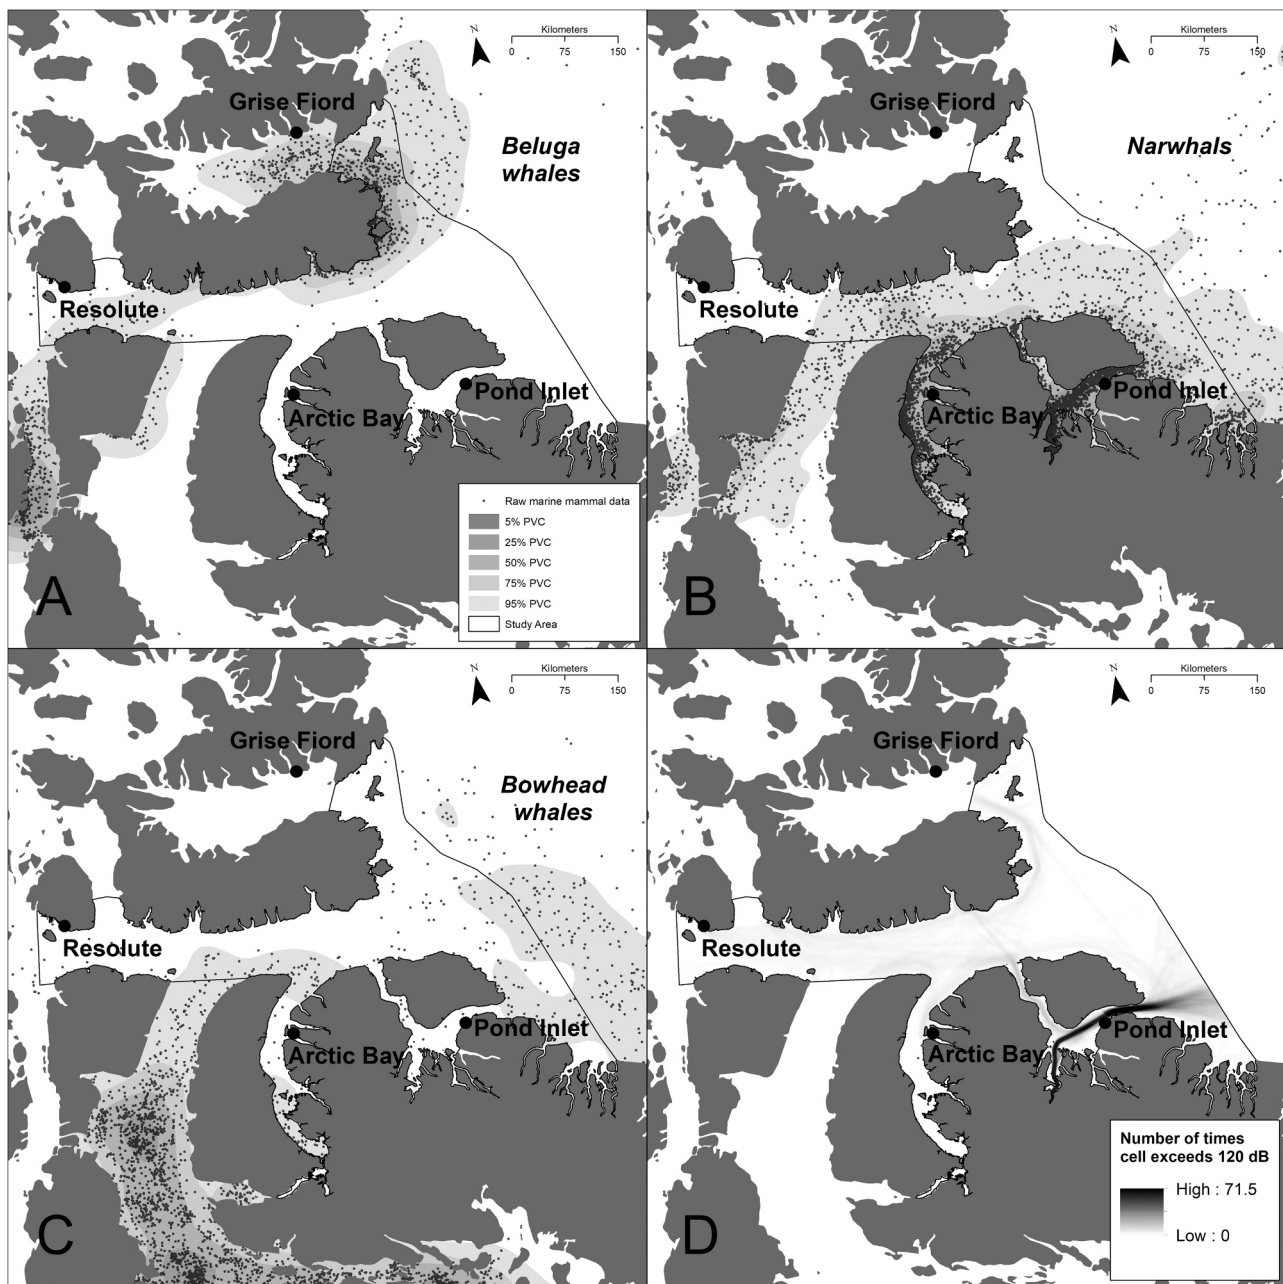 N
Kilometers
0 75 150
Grise Fiord
Beluga
whales
Resolute
Pond Inlet
Arctic Bay
Raw marine mammal data
5% PVC
25% PVC
50% PVC
75% PVC
95% PVC
Study Area
A
N
Kilometers
0 75 150
Grise Fiord
Narwhals
Resolute
Pond Inlet
Arctic Bay
B
N
Kilometers
0 75 150
Grise Fiord
Bowhead
whales
Resolute
Pond Inlet
Arctic Bay
C
N
Kilometers
0 75 150
Grise Fiord
Resolute
Pond Inlet
Arctic Bay
Number of times
cell exceeds 120 dB
High : 71.5
Low : 0
D